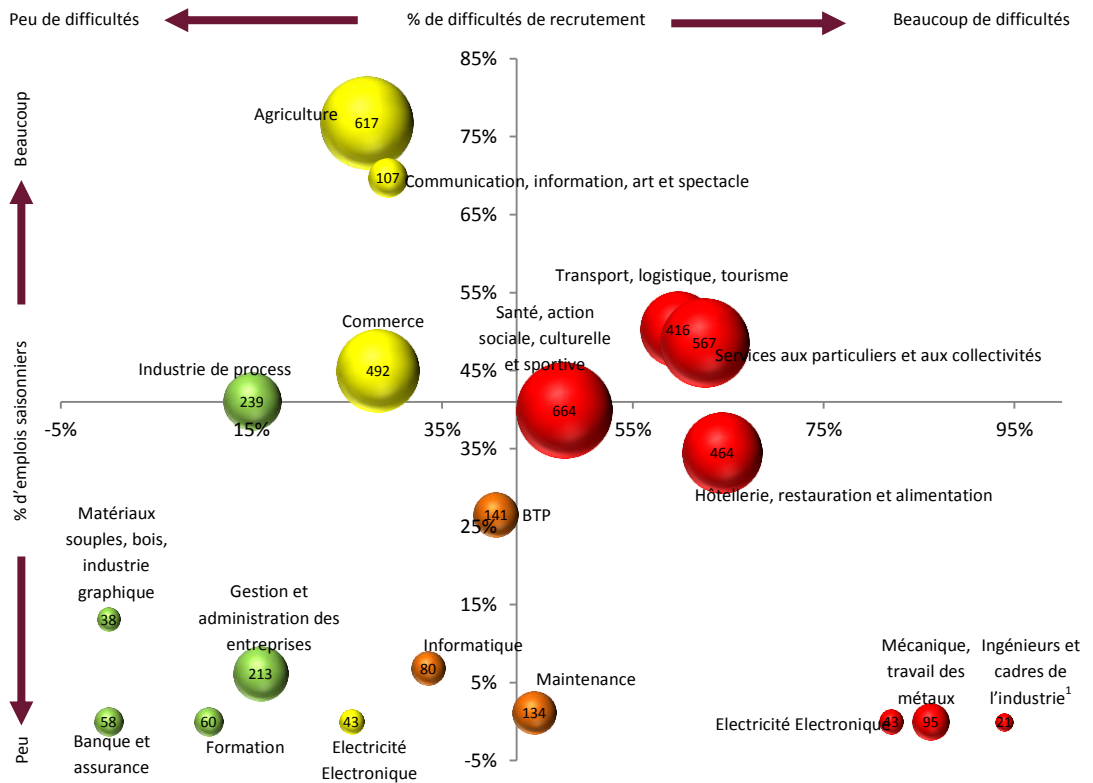 Peu de difficultés
% de difficultés de recrutement
Beaucoup de difficultés
Beaucoup
% d'emplois saisonniers
Peu
85%
75%
65%
55%
45%
35%
25%
15%
5%
-5%
-5%
15%
35%
55%
75%
95%
Agriculture
617
107
Communication, information, art et spectacle
Transport, logistique, tourisme
416
567
Services aux particuliers et aux collectivités
Commerce
492
Santé, action
sociale, culturelle
et sportive
664
Industrie de process
239
464
Hôtellerie, restauration et alimentation
141
BTP
Matériaux
souples, bois,
industrie
graphique
38
Gestion et
administration des
entreprises
213
Informatique
80
Maintenance
134
Mécanique,
travail des
métaux
95
Ingénieurs et
cadres de
l'industrie¹
21
Electricité Electronique
43
58
Banque et
assurance
60
Formation
43
Electricité
Electronique